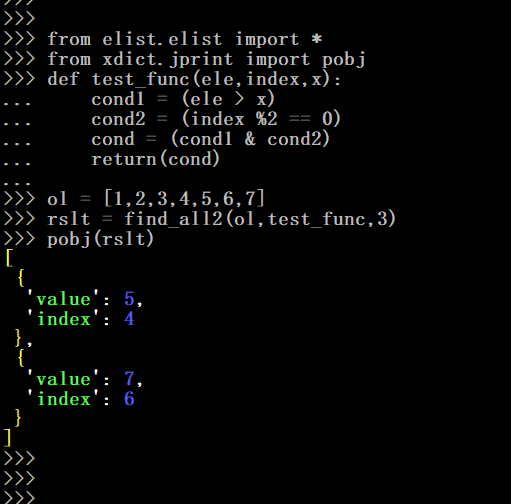 >>>
>>>
>>> from elist.elist import *
>>> from xdict.jprint import pobj
>>> def test_func(ele,index,x):
...     cond1 = (ele > x)
...     cond2 = (index %2 == 0)
...     cond = (cond1 & cond2)
...     return(cond)
...
>>> ol = [1,2,3,4,5,6,7]
>>> rslt = find_all2(ol,test_func,3)
>>> pobj(rslt)
[
 {
  'value': 5,
  'index': 4
 },
 {
  'value': 7,
  'index': 6
 }
]
>>>
>>>
>>>